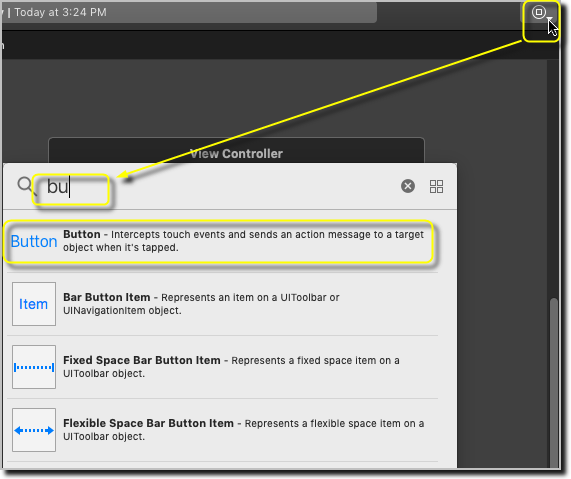 | Today at 3:24 PM
View Controller
bu
Button
Button - Intercepts touch events and sends an action message to a target
object when it's tapped.
Item
Bar Button Item - Represents an item on a UIToolbar or
UINavigationItem object.
Fixed Space Bar Button Item - Represents a fixed space item on a
UIToolbar object.
Flexible Space Bar Button Item - Represents a flexible space item on a
UIToolbar object.